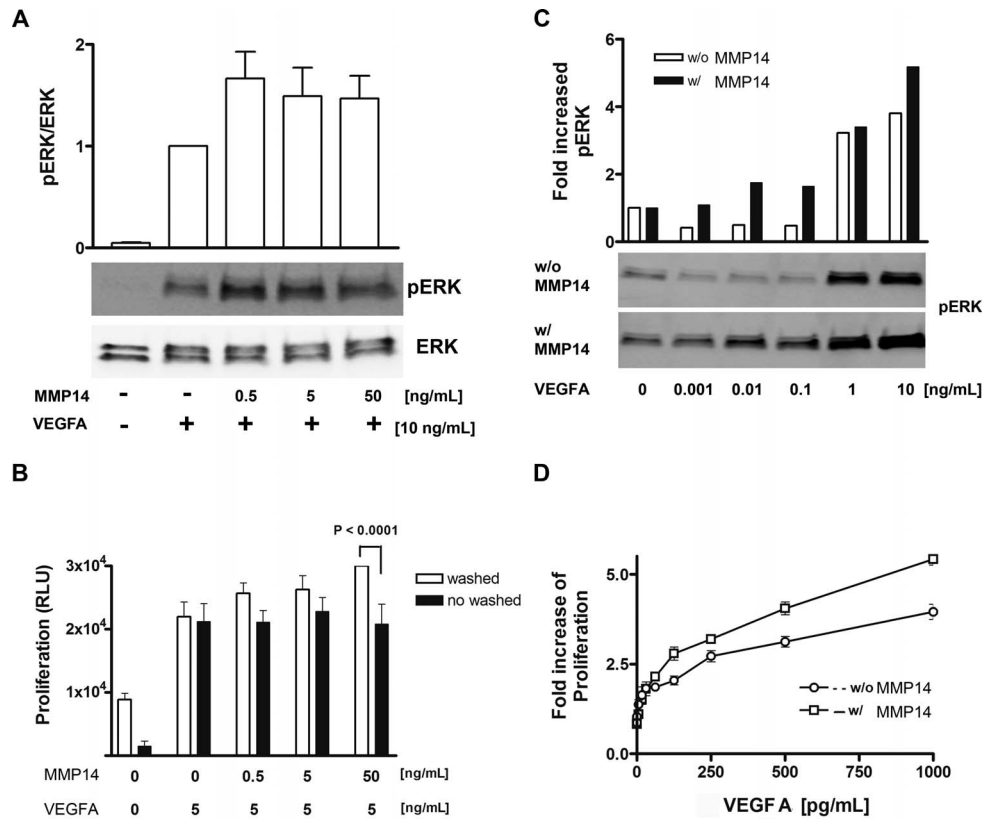 A
2
1
0
pERK/ERK
pERK
ERK
MMP14 - - 0.5 5 50 [ng/mL]
VEGFA - + + + + [10 ng/mL]
C
6
4
2
0
Fold increased
pERK
w/o MMP14
w/ MMP14
w/o
MMP14
w/
MMP14
pERK
VEGFA 0 0.001 0.01 0.1 1 10 [ng/mL]
B
P < 0.0001
3x10⁴
2x10⁴
1x10⁴
Proliferation (RLU)
washed
no washed
MMP14 0 0 0.5 5 50 [ng/mL]
VEGFA 0 5 5 5 5 [ng/mL]
D
5.0
2.5
0.0
Fold increase of
Proliferation
w/o MMP14
w/ MMP14
0 250 500 750 1000
VEGF A [pg/mL]